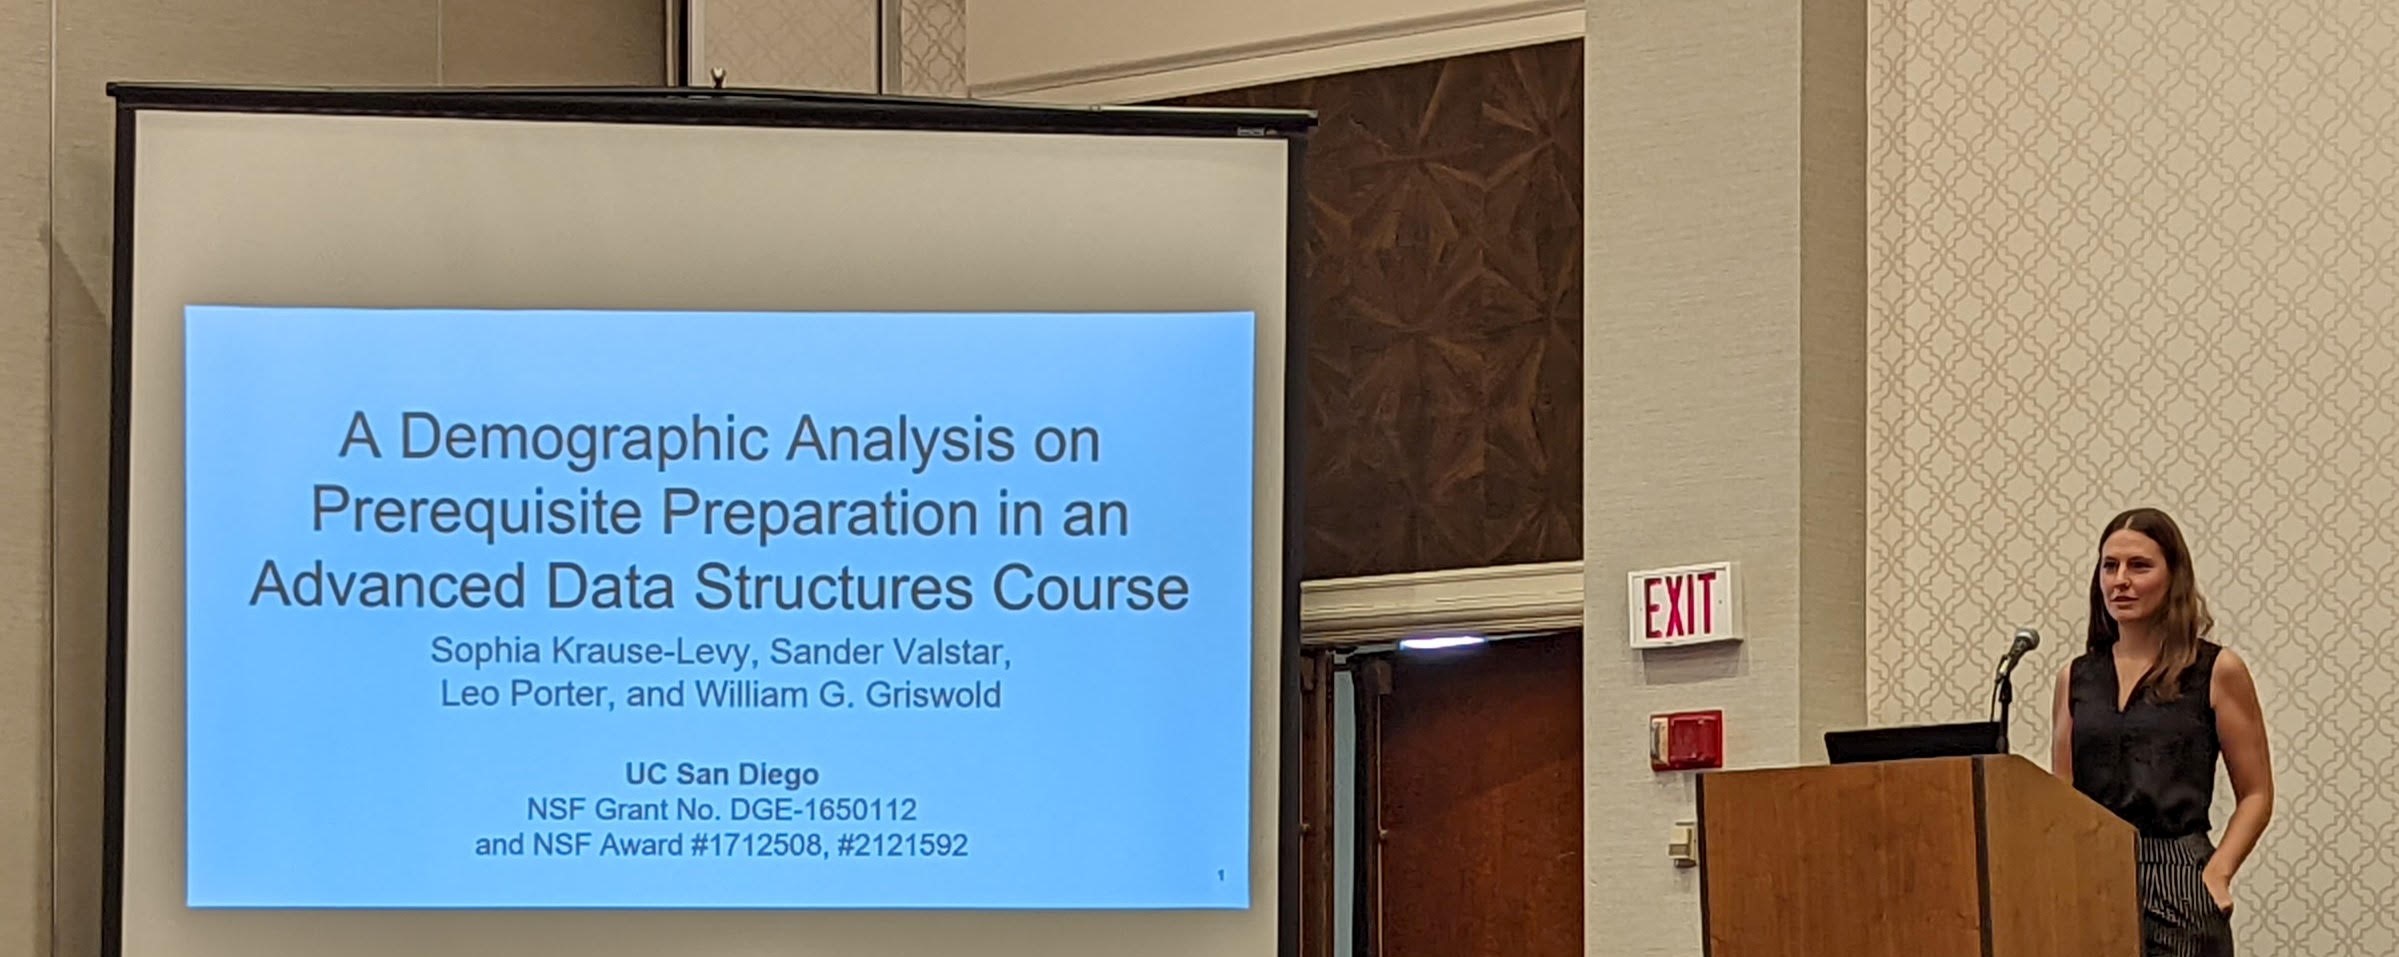 A Demographic Analysis on
Prerequisite Preparation in an
Advanced Data Structures Course
Sophia Krause-Levy, Sander Valstar,
Leo Porter, and William G. Griswold
UC San Diego
NSF Grant No. DGE-1650112
and NSF Award #1712508, #2121592
1
EXIT